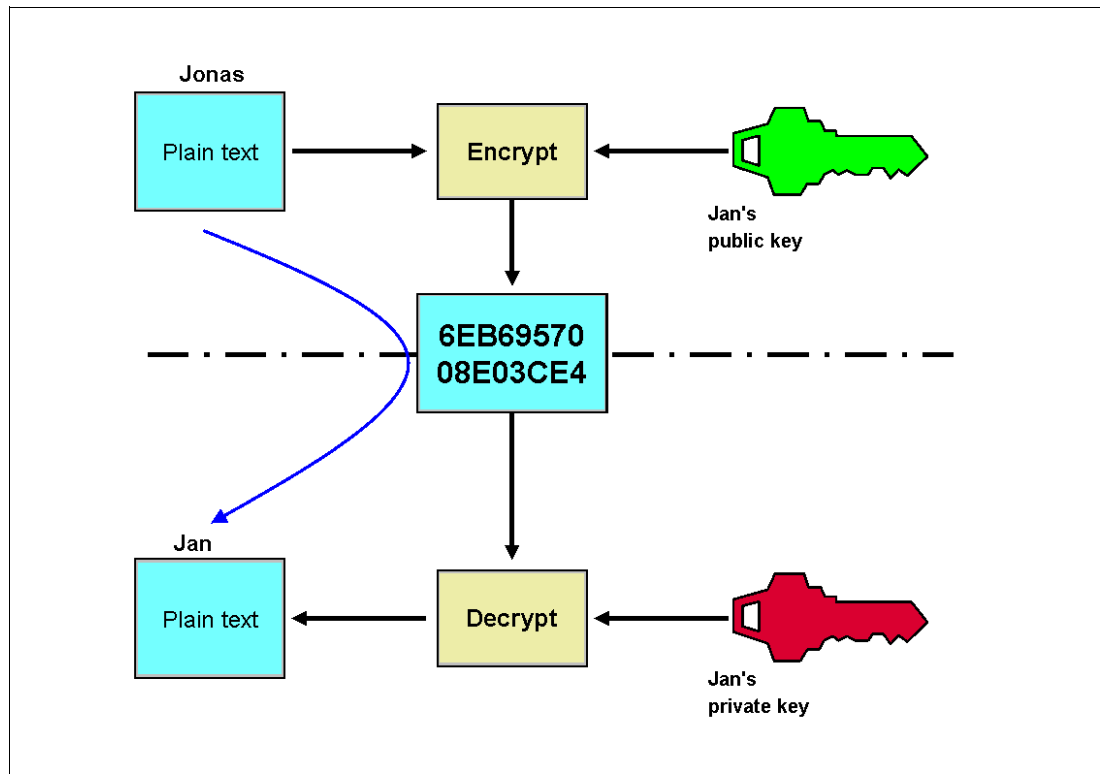 Jonas
Plain text
Encrypt
Jan's
public key
6EB69570
08E03CE4
Jan
Plain text
Decrypt
Jan's
private key